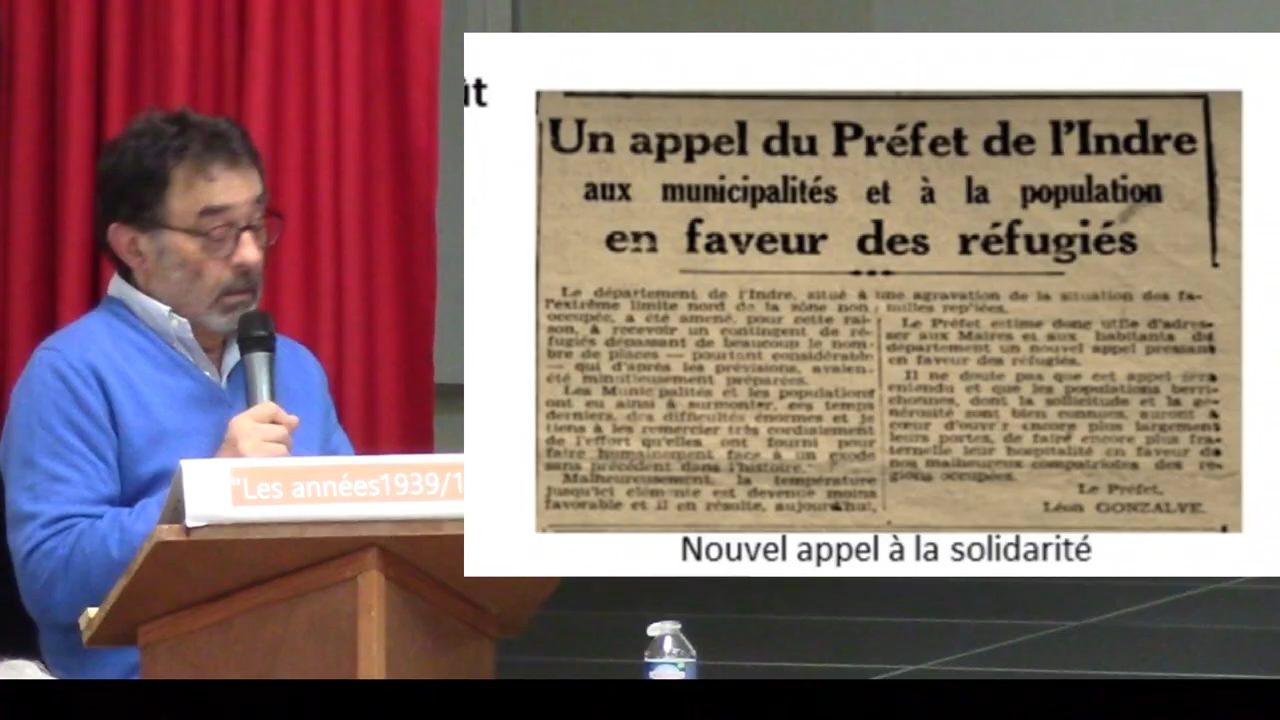 ût
Un appel du Préfet de l'Indre
aux municipalités et à la population
en faveur des réfugiés
Le département de l'Indre, situé à
l'extrême limite nord de la zône non
occupée, a été amené, pour cette rai-
son, à recevoir un contingent de ré-
fugiés dépassant de beaucoup le nom-
bre de places — pourtant considérable
— qui d'après les prévisions, avaien-
été minutieusement préparées.
Les Municipalités et les populations
ont eu ainsi à surmonter, ces temps
derniers, des difficultés énormes et je
tiens à les remercier très cordialement
de l'effort qu'elles ont fourni pour
faire humainement face à un exode
sans précédent dans l'histoire.
Malheureusement, la température
jusqu'ici clémente est devenue moins
favorable et il en résulte, aujourd'hui,
une agravation de la situation des fa-
milles repliées.
Le Préfet estime donc utile d'adres-
ser aux Maires et aux habitants du
département un nouvel appel pressant
en faveur des réfugiés.
Il ne doute pas que cet appel sera
entendu et que les populations berri-
chonnes, dont la sollicitude et la gé-
nérosité sont bien connues, auront à
cœur d'ouvrir encore plus largement
leurs portes, de faire encore plus fra-
ternelle leur hospitalité en faveur de
nos malheureux compatriotes des ré-
gions occupées.
Le Préfet,
Léon GONZALVE.
Nouvel appel à la solidarité
"Les années1939/1